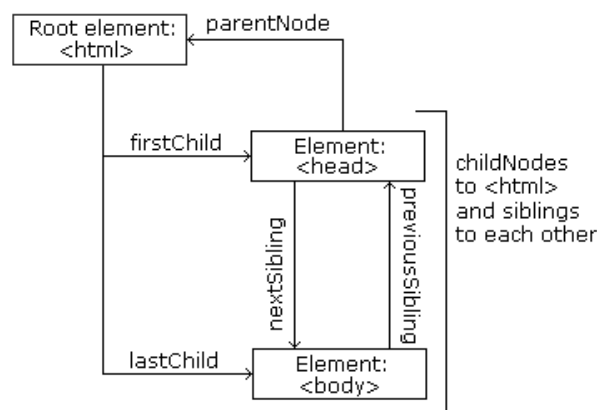 Root element:
<html>
parentNode
firstChild
Element:
<head>
childNodes
to <html>
and siblings
to each other
nextSibling
previousSibling
lastChild
Element:
<body>